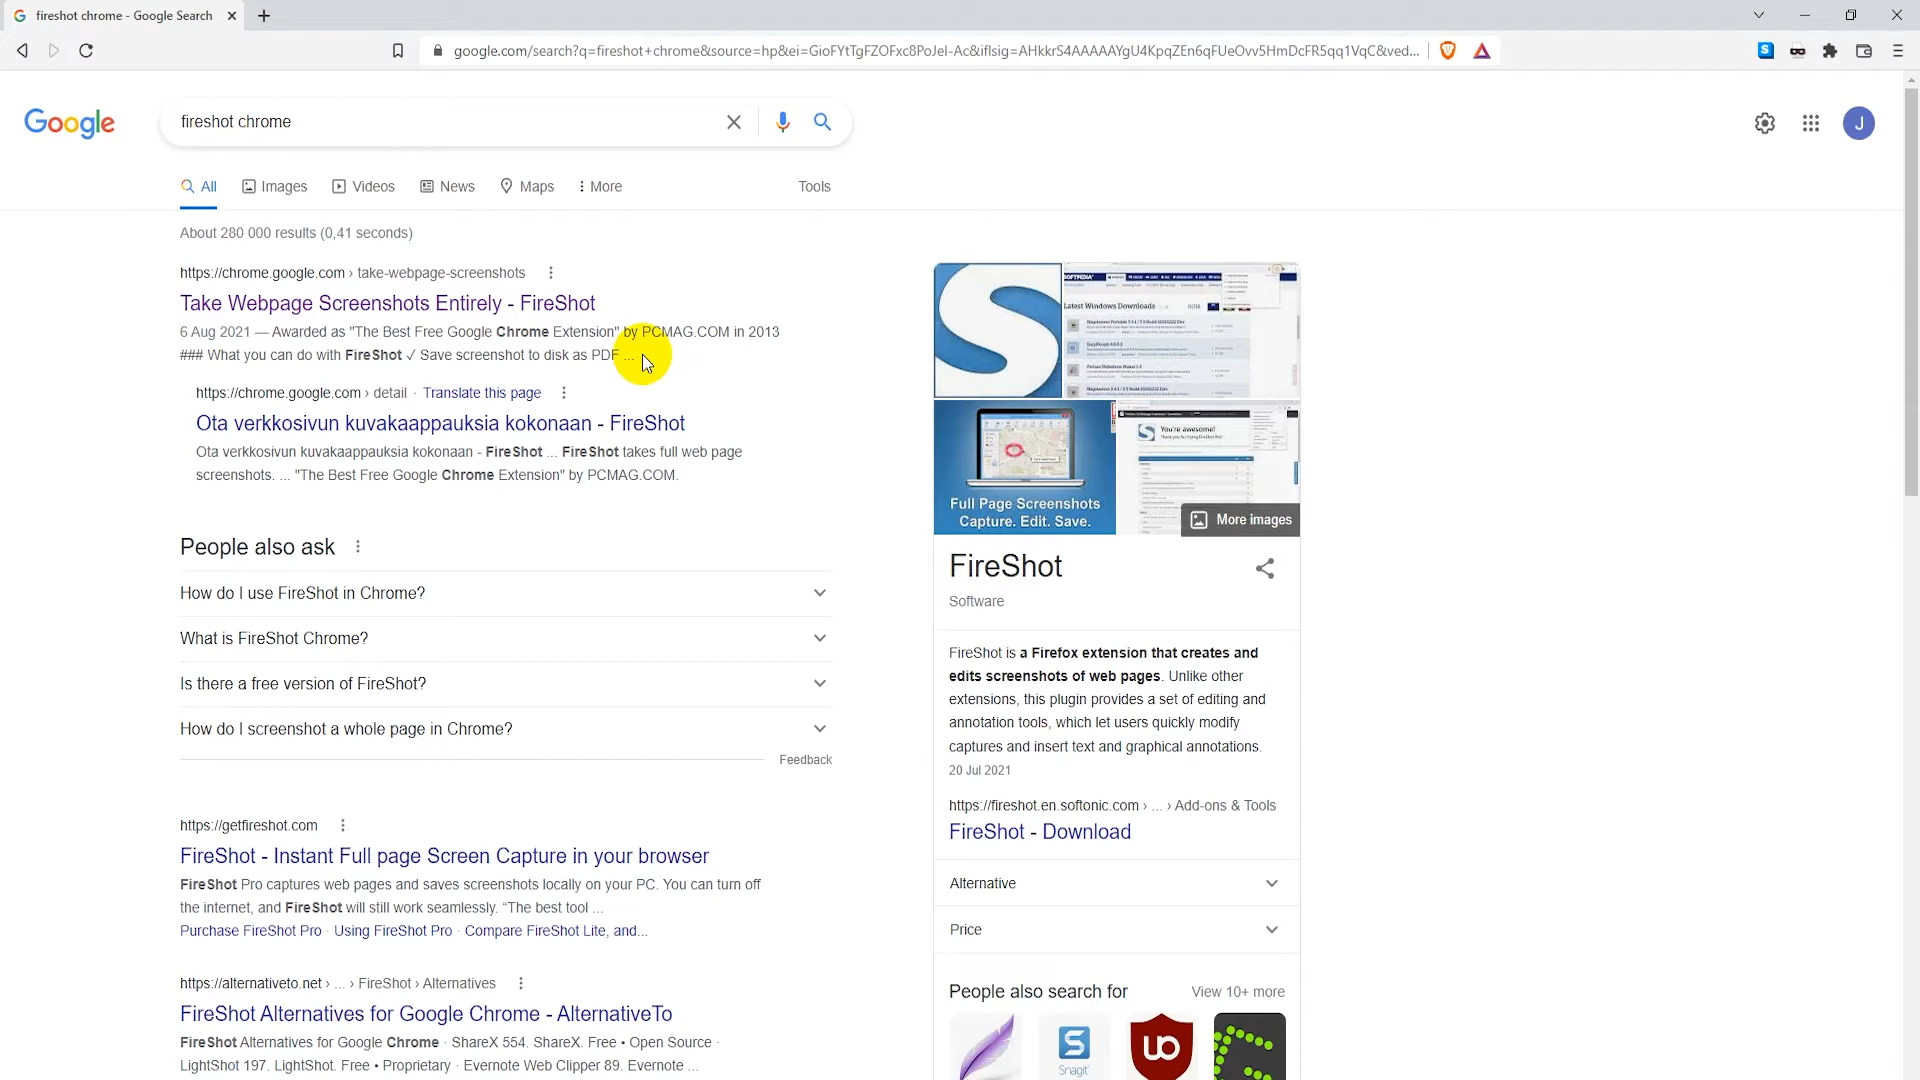 fireshot chrome - Google Search
google.com/search?q=fireshot+chrome&source=hp&ei=GioFYtTgFZOFxc8PoJeI-Ac&iflsig=AHkkrS4AAAAAYgU4KpqZEn6qFUeOvv5HmDcFR5qq1VqC&ved...
Google
fireshot chrome
J
All Images Videos News Maps More Tools
About 280 000 results (0,41 seconds)
https://chrome.google.com › take-webpage-screenshots
Take Webpage Screenshots Entirely - FireShot
6 Aug 2021 — Awarded as "The Best Free Google Chrome Extension" by PCMAG.COM in 2013
### What you can do with FireShot ✓ Save screenshot to disk as PDF ...
https://chrome.google.com › detail · Translate this page
Ota verkkosivun kuvakaappauksia kokonaan - FireShot
Ota verkkosivun kuvakaappauksia kokonaan - FireShot ... FireShot takes full web page
screenshots. ... "The Best Free Google Chrome Extension" by PCMAG.COM.
People also ask
How do I use FireShot in Chrome?
What is FireShot Chrome?
Is there a free version of FireShot?
How do I screenshot a whole page in Chrome?
Feedback
https://getfireshot.com
FireShot - Instant Full page Screen Capture in your browser
FireShot Pro captures web pages and saves screenshots locally on your PC. You can turn off
the internet, and FireShot will still work seamlessly. “The best tool ...
Purchase FireShot Pro · Using FireShot Pro · Compare FireShot Lite, and...
https://alternativeto.net › ... › FireShot › Alternatives
FireShot Alternatives for Google Chrome - AlternativeTo
FireShot Alternatives for Google Chrome · ShareX 554. ShareX. Free • Open Source ·
LightShot 197. LightShot. Free • Proprietary · Evernote Web Clipper 89. Evernote ...
S
SOFTPEDIA
Latest Windows Downloads
Full Page Screenshots
Capture. Edit. Save.
You're awesome!
More images
FireShot
Software
FireShot is a Firefox extension that creates and
edits screenshots of web pages. Unlike other
extensions, this plugin provides a set of editing and
annotation tools, which let users quickly modify
captures and insert text and graphical annotations.
20 Jul 2021
https://fireshot.en.softonic.com › ... › Add-ons & Tools
FireShot - Download
Alternative
Price
People also search for
View 10+ more
S
Snagit
uo